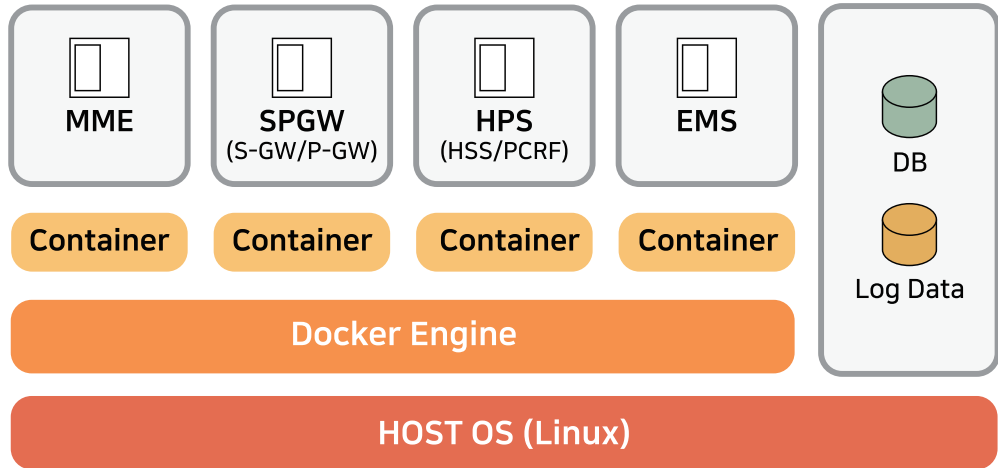 MME
SPGW
(S-GW/P-GW)
HPS
(HSS/PCRF)
EMS
DB
Log Data
Container
Container
Container
Container
Docker Engine
HOST OS (Linux)